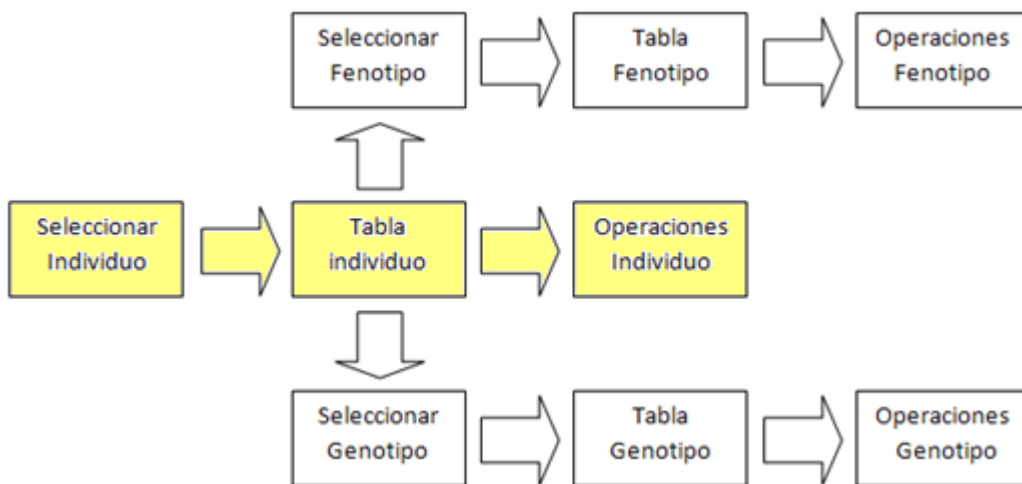 Seleccionar
Fenotipo
Tabla
Fenotipo
Operaciones
Fenotipo
Seleccionar
Individuo
Tabla
individuo
Operaciones
Individuo
Seleccionar
Genotipo
Tabla
Genotipo
Operaciones
Genotipo